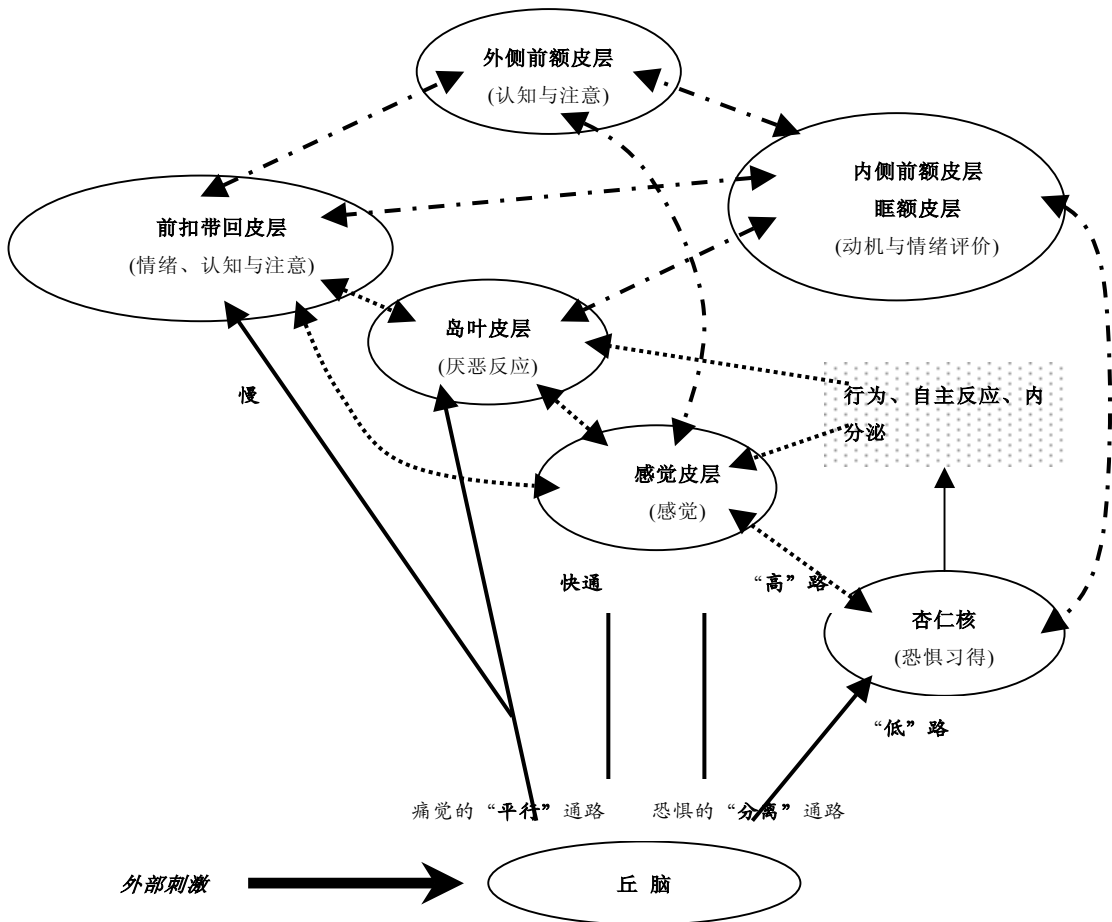 外侧前额皮层
(认知与注意)
内侧前额皮层
眶额皮层
(动机与情绪评价)
前扣带回皮层
(情绪、认知与注意)
岛叶皮层
(厌恶反应)
慢
行为、自主反应、内
分泌
感觉皮层
(感觉)
快通
“高”路
杏仁核
(恐惧习得)
“低”路
痛觉的“平行”通路
恐惧的“分离”通路
外部刺激
丘 脑